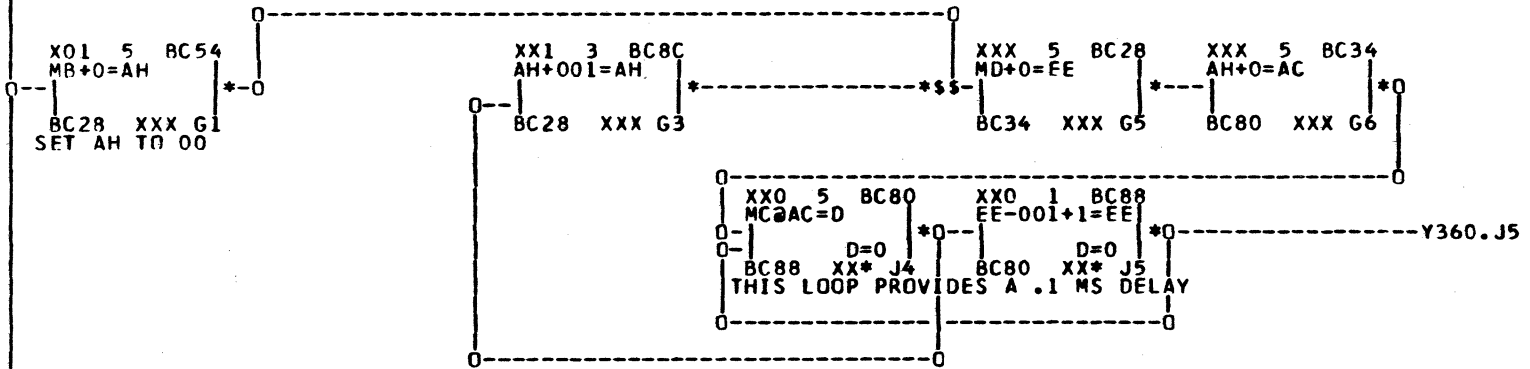 X01 5 BC54
MB+0=AH
*
BC28 XXX G1
SET AH TO 00
XX1 3 BC8C
AH+001=AH
*
BC28 XXX G3
*$$
XXX 5 BC28
MD+0=EE
*
BC34 XXX G5
XXX 5 BC34
AH+0=AC
*
BC80 XXX G6
XX0 5 BC80
MC@AC=D
*
D=0
BC88 XX* J4
XX0 1 BC88
EE-001+1=EE
*
D=0
BC80 XX* J5
Y360.J5
THIS LOOP PROVIDES A .1 MS DELAY